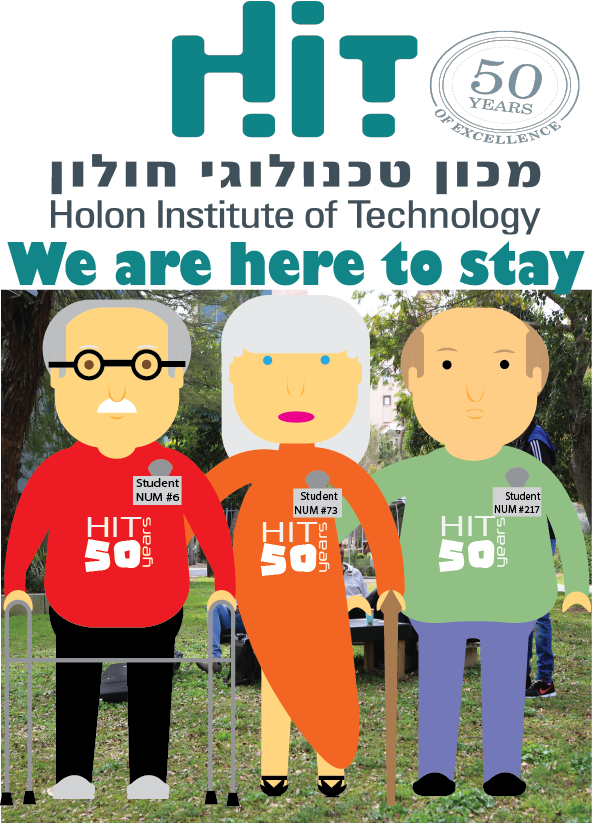 HiT
50
YEARS
OF EXCELLENCE
מכון טכנולוגי חולון
Holon Institute of Technology
We are here to stay
Student
NUM #6
HIT
50
years
Student
NUM #73
HIT
50
years
Student
NUM #217
HIT
50
years